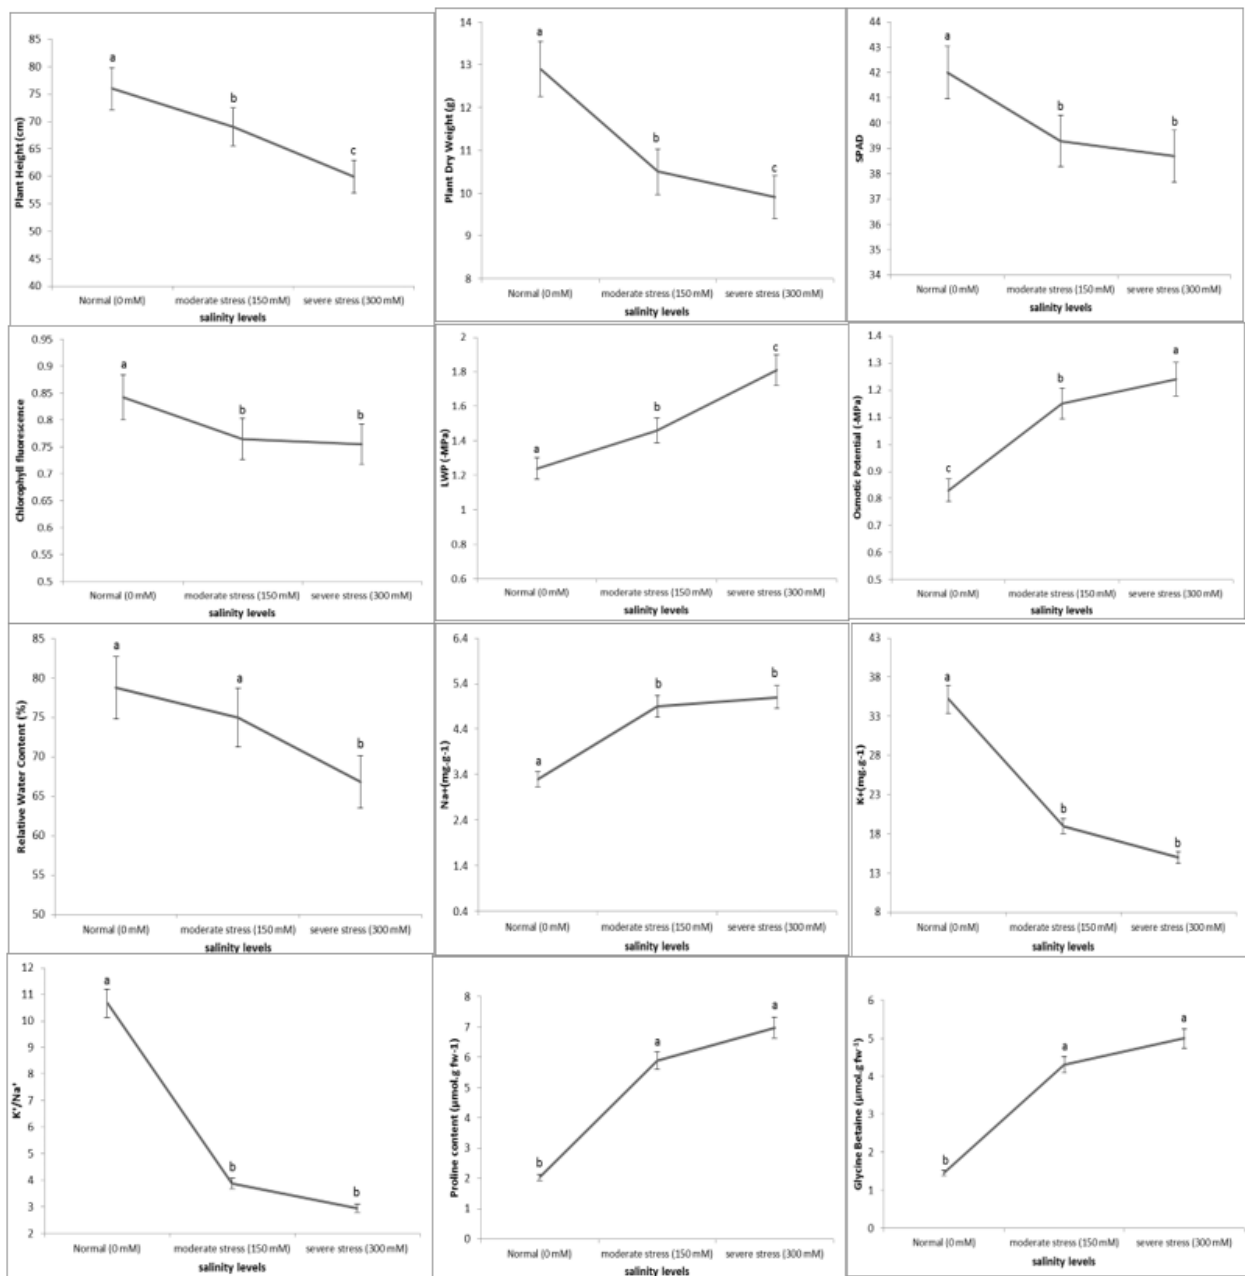 Plant Height (cm)
85
80
75
70
65
60
55
50
45
40
a
b
c
Normal (0 mM) moderate stress (150 mM) severe stress (300 mM)
salinity levels
Plant Dry Weight (g)
14
13
12
11
10
9
8
a
b
c
Normal (0 mM) moderate stress (150 mM) severe stress (300 mM)
salinity levels
SPAD
44
43
42
41
40
39
38
37
36
35
34
a
b
b
Normal (0 mM) moderate stress (150 mM) severe stress (300 mM)
salinity levels
Chlorophyll fluorescence
0.95
0.9
0.85
0.8
0.75
0.7
0.65
0.6
0.55
0.5
a
b
b
Normal (0 mM) moderate stress (150 mM) severe stress (300 mM)
salinity levels
LWP (-MPa)
2
1.8
1.6
1.4
1.2
1
0.8
0.6
a
b
c
Normal (0 mM) moderate stress (150 mM) severe stress (300 mM)
salinity levels
Osmotic Potential (-MPa)
1.4
1.3
1.2
1.1
1
0.9
0.8
0.7
0.6
0.5
c
b
a
Normal (0 mM) moderate stress (150 mM) severe stress (300 mM)
salinity levels
Relative Water Content (%)
85
80
75
70
65
60
55
50
a
a
b
Normal (0 mM) moderate stress (150 mM) severe stress (300 mM)
salinity levels
Na+(mg.g-1)
6.4
5.4
4.4
3.4
2.4
1.4
0.4
a
b
b
Normal (0 mM) moderate stress (150 mM) severe stress (300 mM)
salinity levels
K+(mg.g-1)
43
38
33
28
23
18
13
8
a
b
b
Normal (0 mM) moderate stress (150 mM) severe stress (300 mM)
salinity levels
K⁺/Na⁺
12
11
10
9
8
7
6
5
4
3
2
a
b
b
Normal (0 mM) moderate stress (150 mM) severe stress (300 mM)
salinity levels
Proline content (µmol.g fw-1)
9
8
7
6
5
4
3
2
1
0
b
a
a
Normal (0 mM) moderate stress (150 mM) severe stress (300 mM)
salinity levels
Glycine Betaine (µmol.g fw⁻¹)
6
5
4
3
2
1
0
b
a
a
Normal (0 mM) moderate stress (150 mM) severe stress (300 mM)
salinity levels